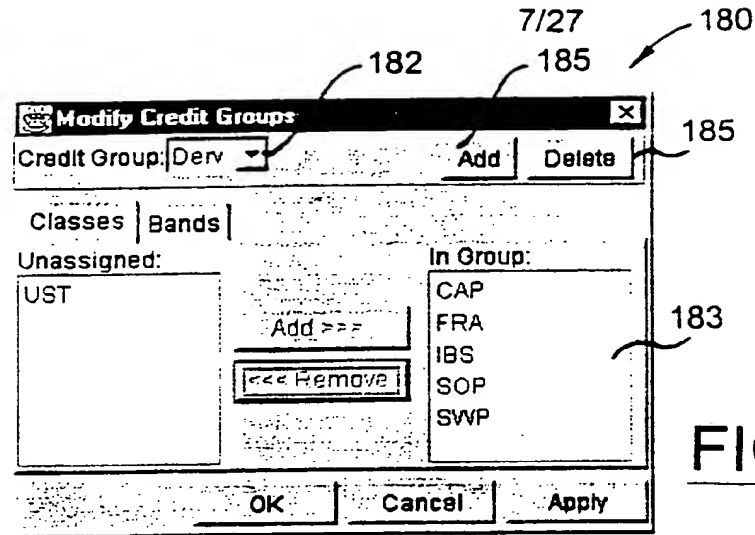 7/27
180
182
185
Modify Credit Groups
Credit Group: Derv
Add
Delete
185
Classes
Bands
Unassigned:
In Group:
UST
CAP
FRA
IBS
SOP
SWP
183
Add >>>
<<< Remove
OK
Cancel
Apply